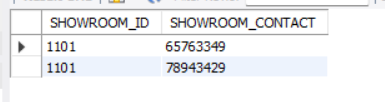 SHOWROOM_ID SHOWROOM_CONTACT
1101 65763349
1101 78943429